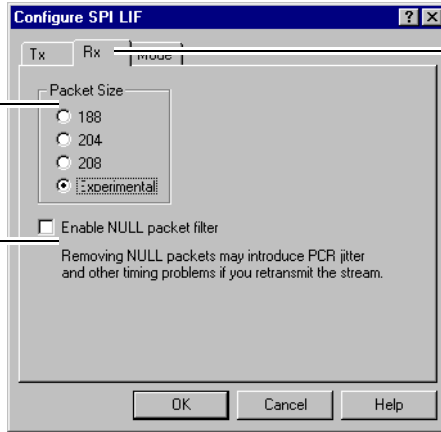 Configure SPI LIF
Tx Rx Mode
Packet Size
188
204
208
Experimental
Enable NULL packet filter
Removing NULL packets may introduce PCR jitter
and other timing problems if you retransmit the stream.
OK Cancel Help